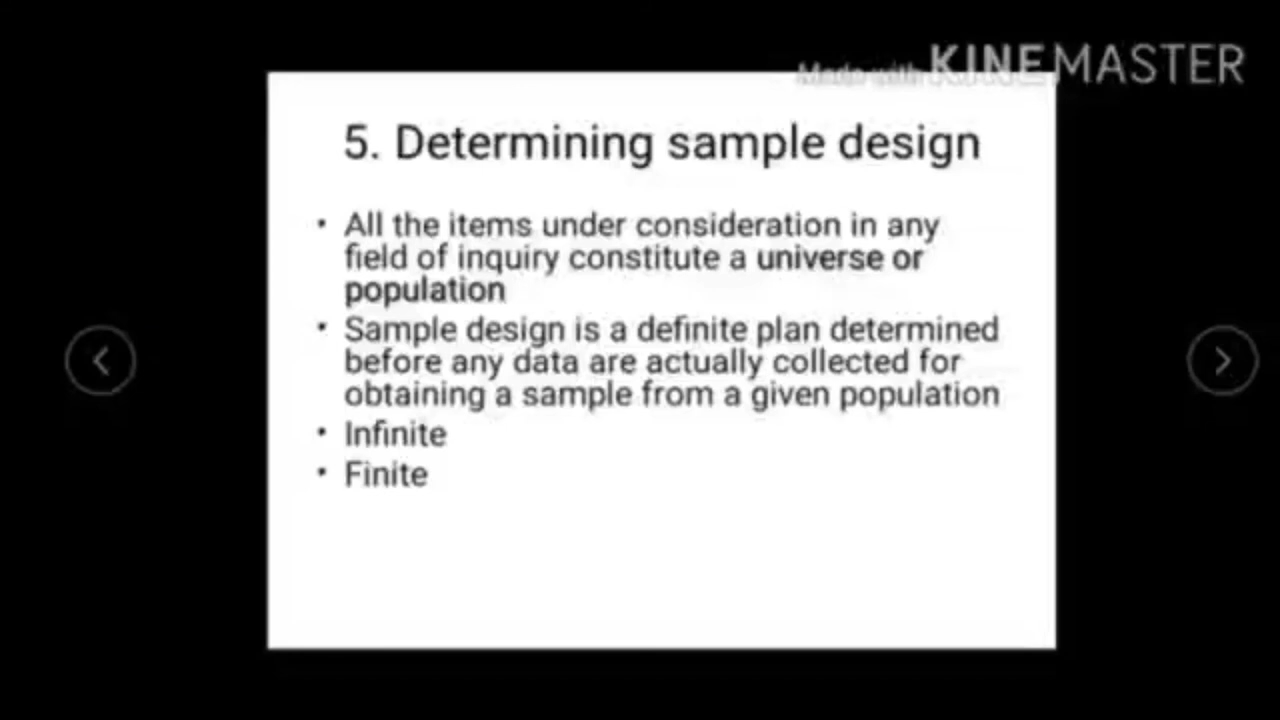 Made with KINEMASTER
5. Determining sample design
• All the items under consideration in any
field of inquiry constitute a universe or
population
• Sample design is a definite plan determined
before any data are actually collected for
obtaining a sample from a given population
• Infinite
• Finite